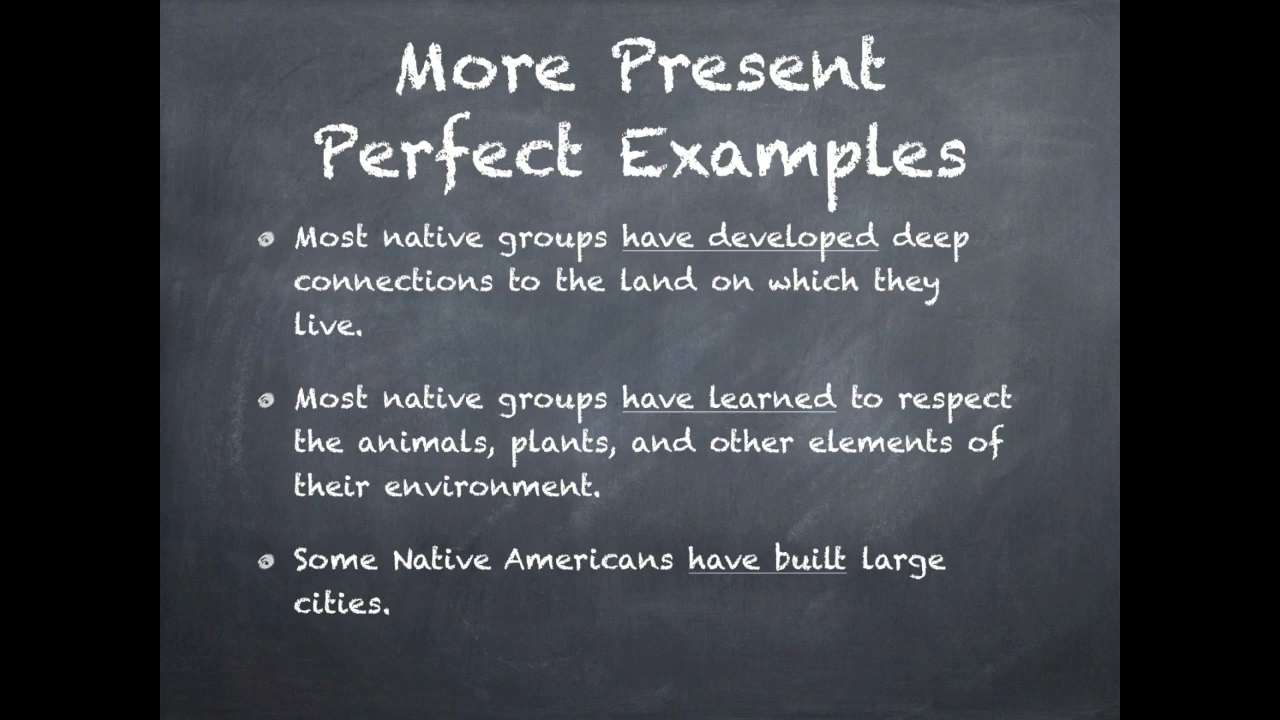 More Present
Perfect Examples
Most native groups have developed deep
connections to the land on which they
live.
Most native groups have learned to respect
the animals, plants, and other elements of
their environment.
Some Native Americans have built large
cities.